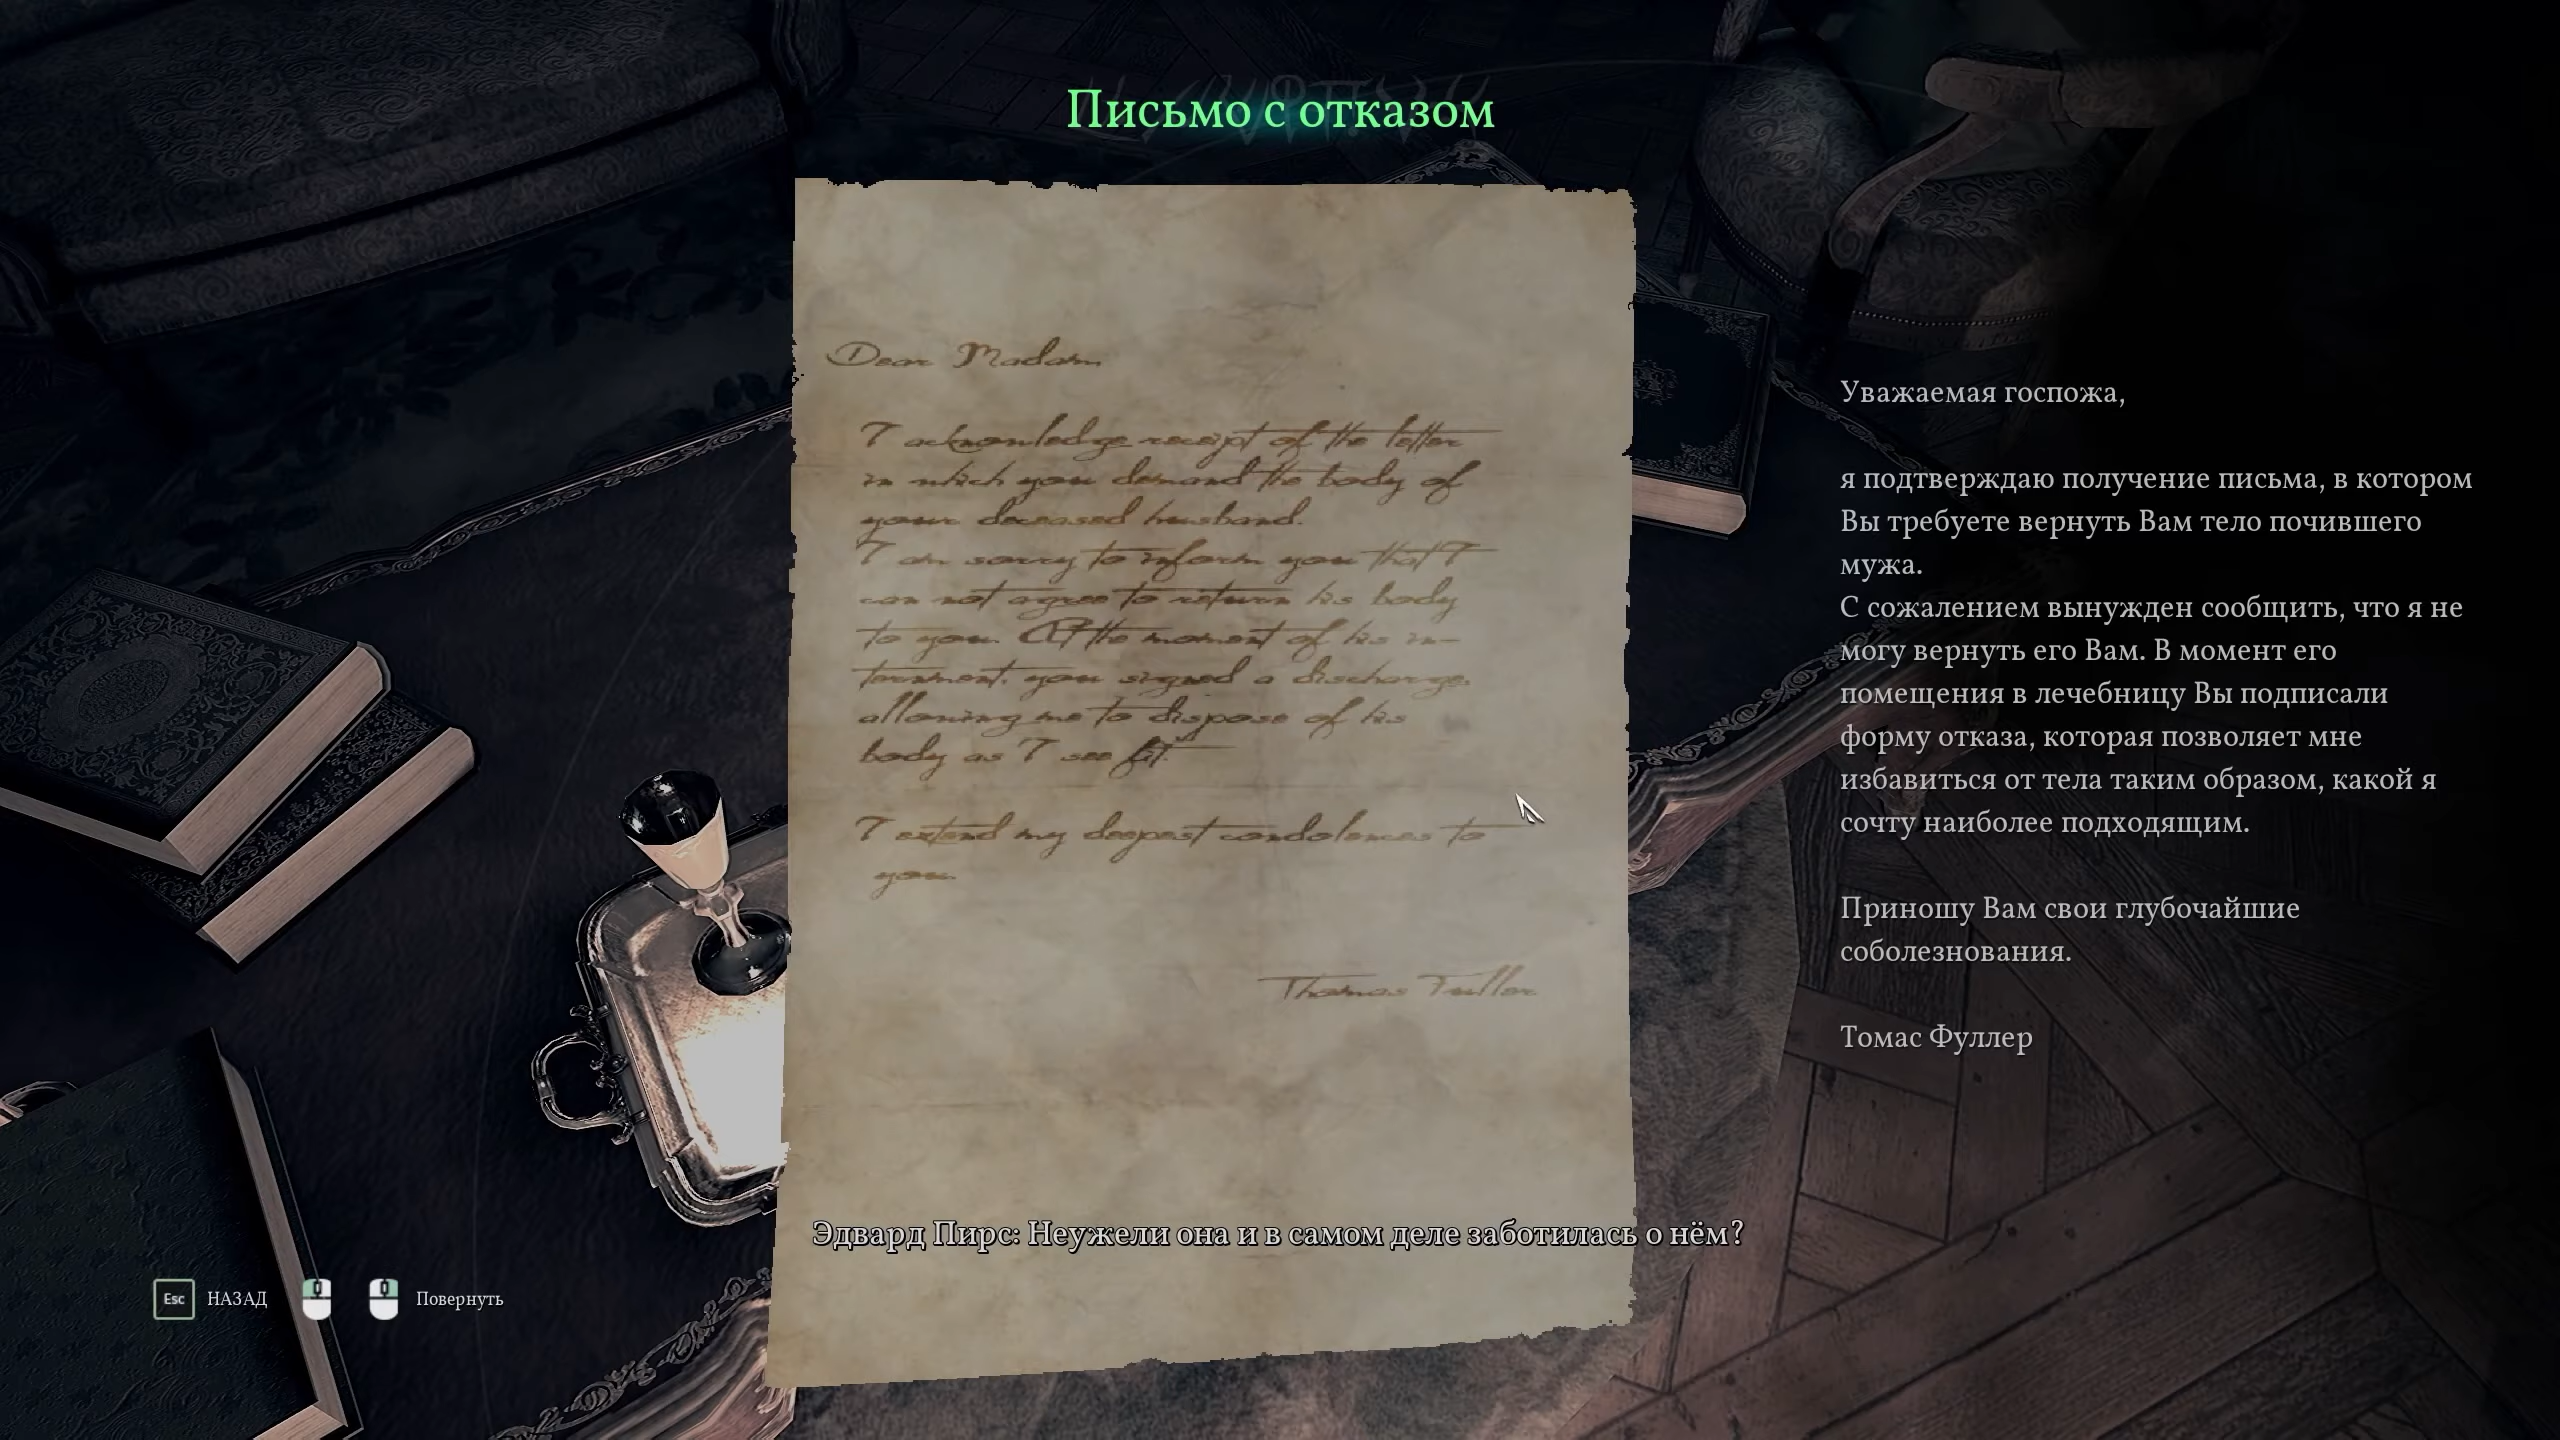 Письмо с отказом
Dear Madam
I acknowledge receipt of the letter
in which you demand the body of
your deceased husband.
I am sorry to inform you that I
can not agree to return his body
to you. At the moment of his in-
ternment, you signed a discharge,
allowing me to dispose of his
body as I see fit.
I extend my deepest condolences to
you.
Thomas Fuller
Уважаемая госпожа,
я подтверждаю получение письма, в котором
Вы требуете вернуть Вам тело почившего
мужа.
С сожалением вынужден сообщить, что я не
могу вернуть его Вам. В момент его
помещения в лечебницу Вы подписали
форму отказа, которая позволяет мне
избавиться от тела таким образом, какой я
сочту наиболее подходящим.
Приношу Вам свои глубочайшие
соболезнования.
Томас Фуллер
Эдвард Пирс: Неужели она и в самом деле заботилась о нём?
Esc НАЗАД Повернуть